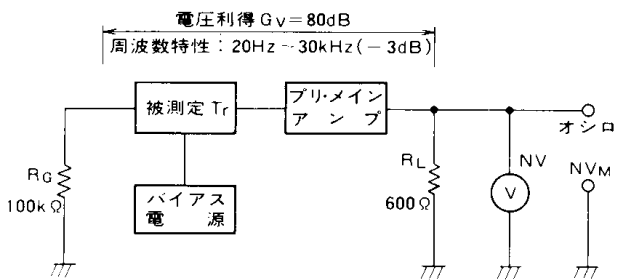 電圧利得 Gv=80dB
周波数特性:20Hz~30kHz(-3dB)
被測定 Tr
プリ・メイン
アンプ
オシロ
RG
100kΩ
バイアス
電源
RL
600Ω
NV
V
NVM